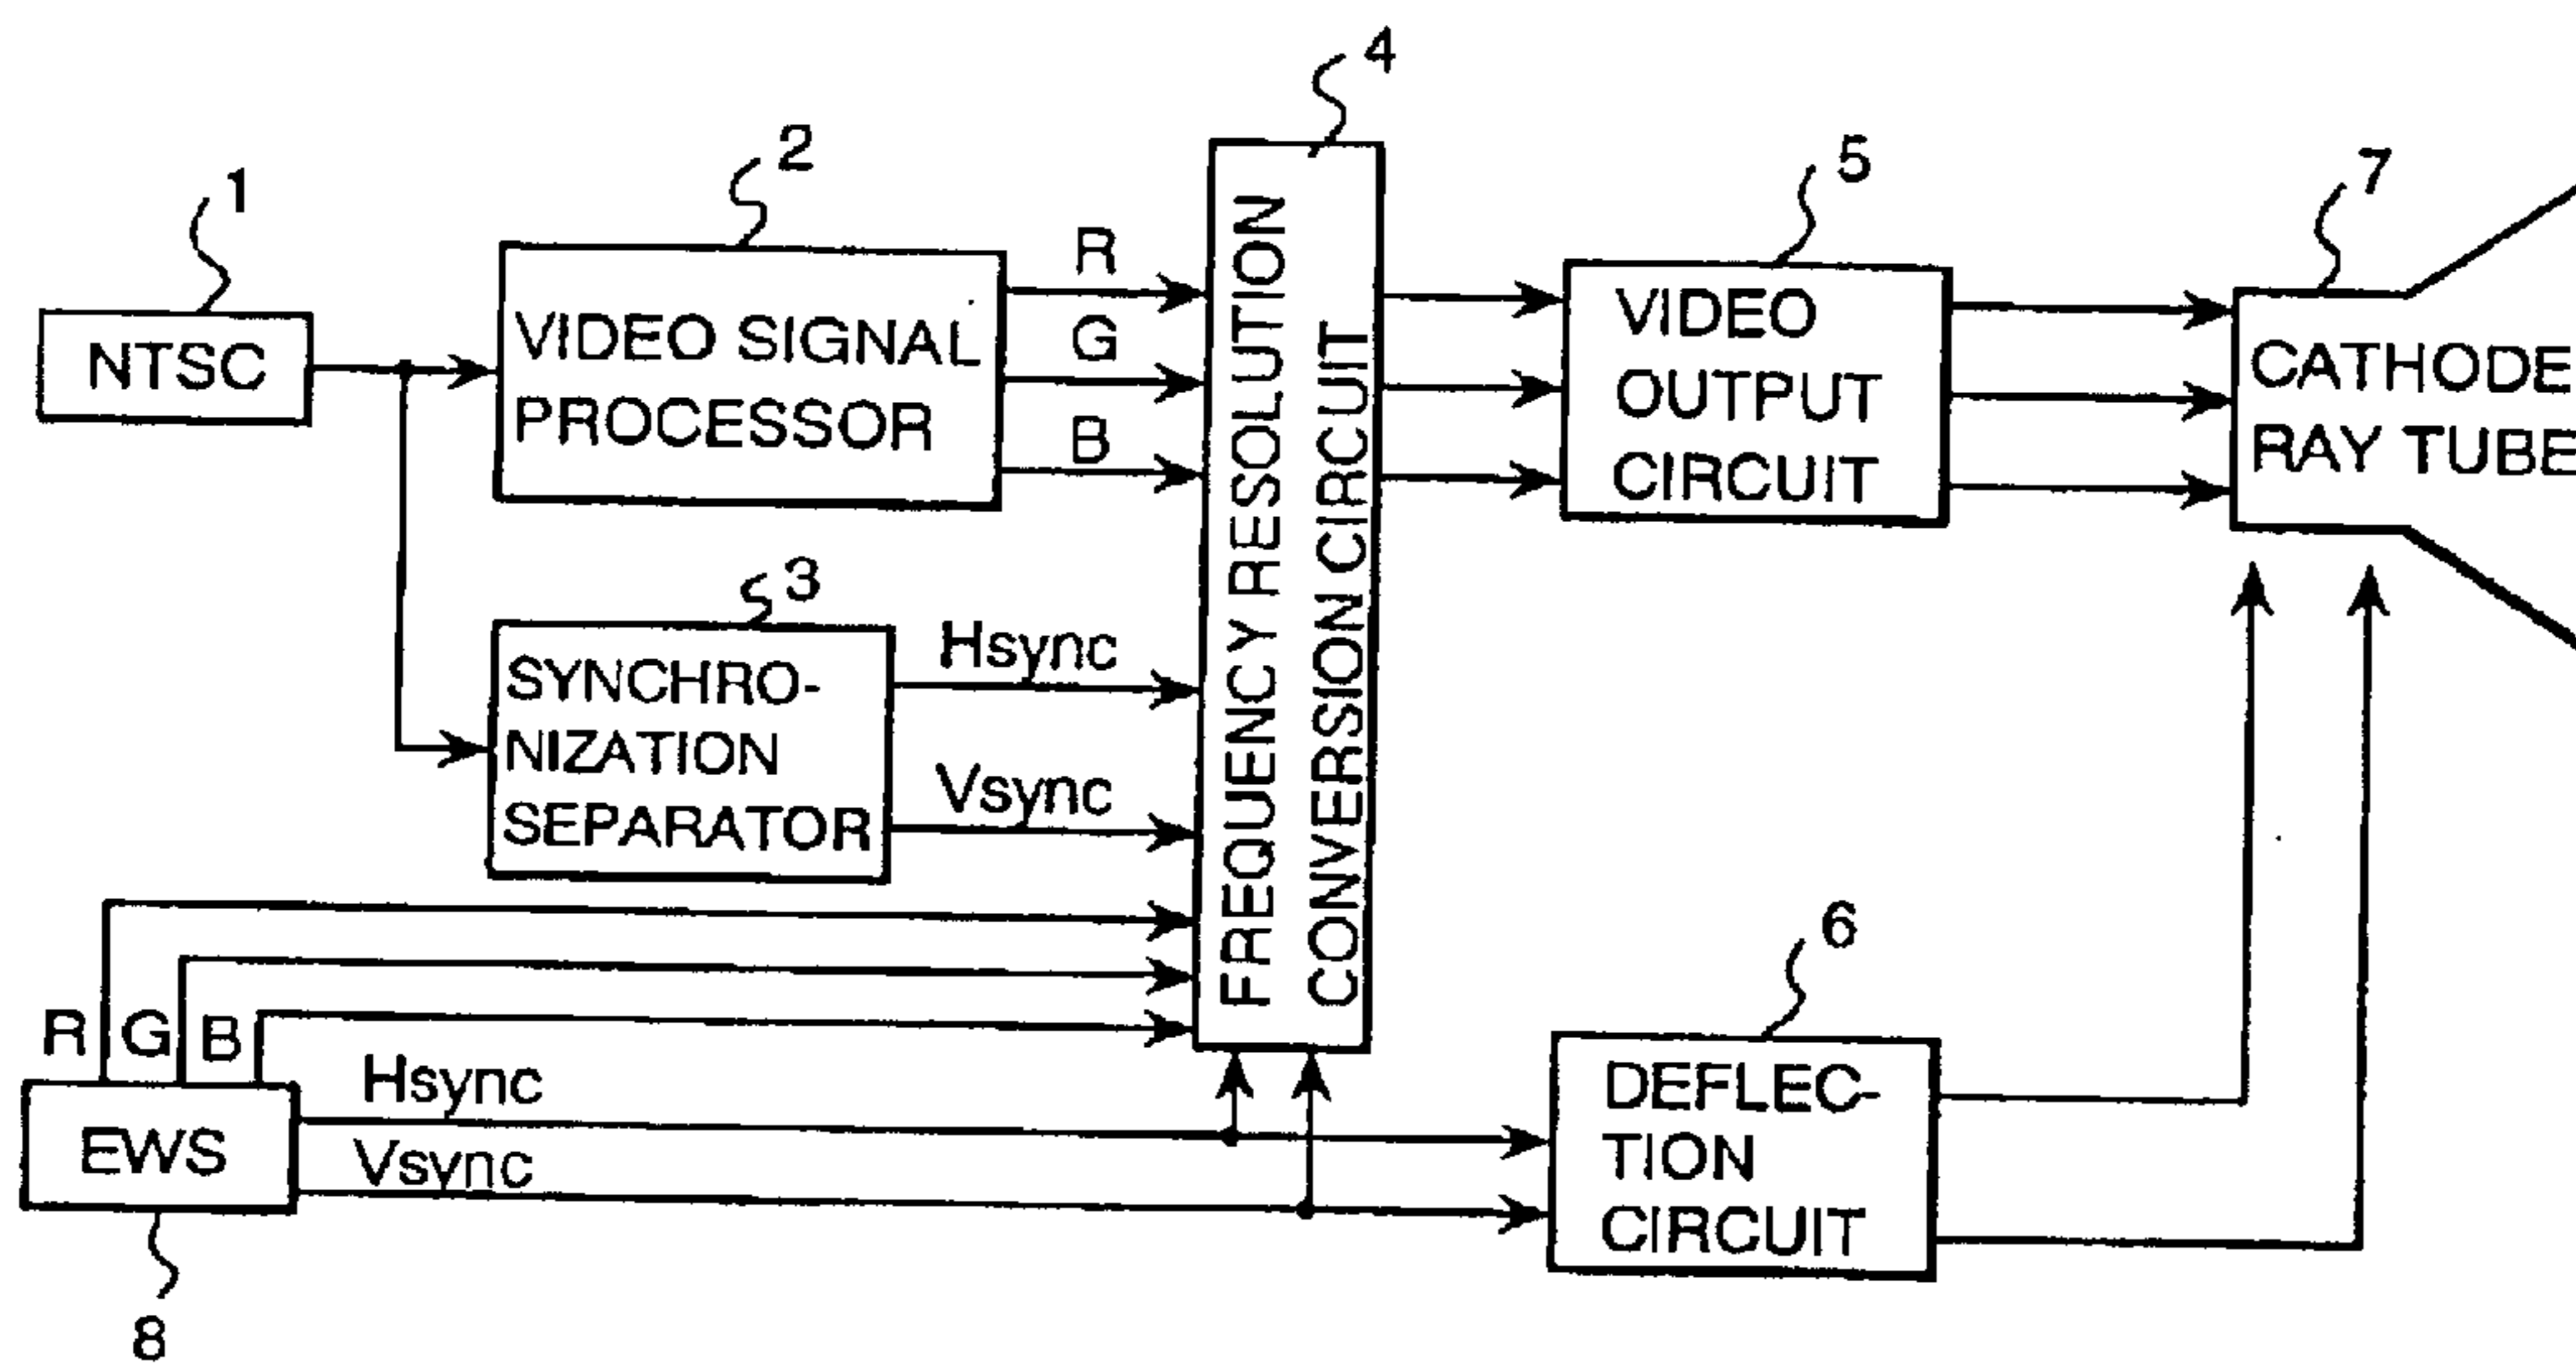 4
2
5
7
1
R
G
B
NTSC
VIDEO SIGNAL
PROCESSOR
FREQUENCY RESOLUTION
CONVERSION CIRCUIT
VIDEO
OUTPUT
CIRCUIT
CATHODE
RAY TUBE
3
SYNCHRO-
NIZATION
SEPARATOR
Hsync
Vsync
6
R G B
Hsync
Vsync
EWS
DEFLEC-
TION
CIRCUIT
8